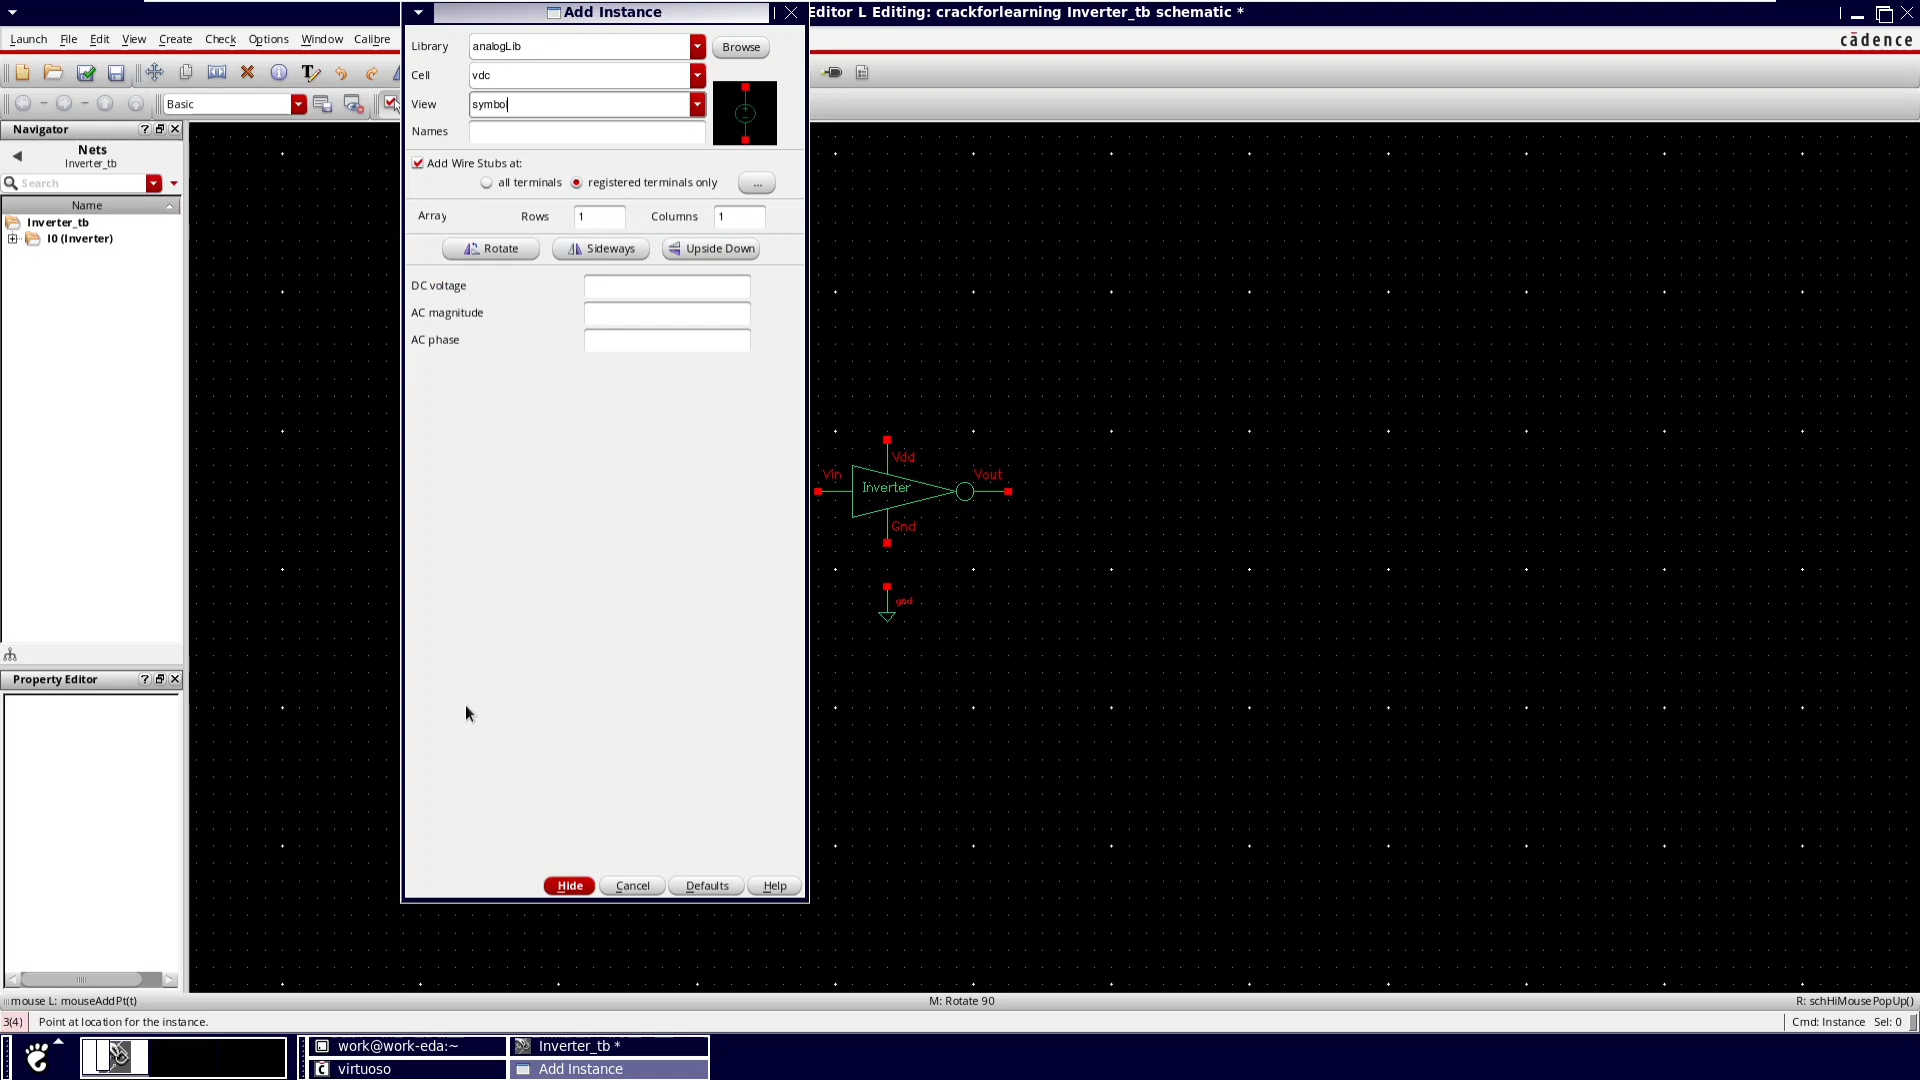 Add Instance
Editor L Editing: crackforlearning Inverter_tb schematic *
Launch File Edit View Create Check Options Window Calibre
cādence
Library analogLib Browse
Cell vdc
Basic
View symbol
Names
Navigator ?
Nets
Inverter_tb
Search
Name
Inverter_tb
I0 (Inverter)
Add Wire Stubs at:
all terminals registered terminals only ...
Array Rows 1 Columns 1
Rotate Sideways Upside Down
DC voltage
AC magnitude
AC phase
Vdd
Vin Vout
Inverter
Gnd
gnd
Property Editor ?
Hide Cancel Defaults Help
mouse L: mouseAddPt(t) M: Rotate 90 R: schHiMousePopUp()
3(4) Point at location for the instance. Cmd: Instance Sel: 0
work@work-eda:~ Inverter_tb *
virtuoso Add Instance